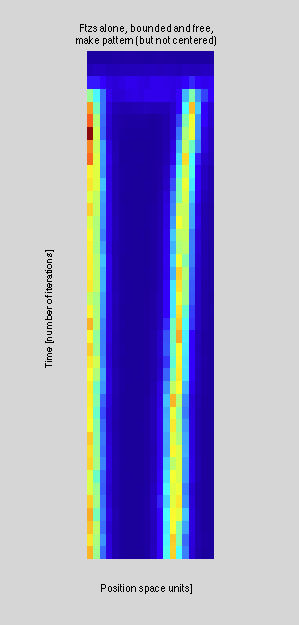 Ftzs alone, bounded and free,
make pattern (but not centered)
Time [number of iterations]
Position space units]